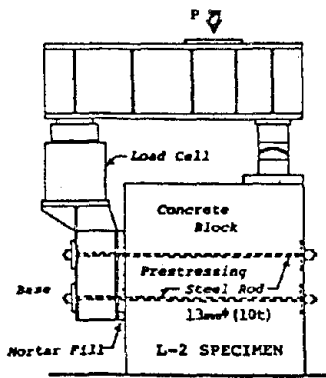 P
Load Cell
Concrete
Block
Prestressing
Base
Steel Rod
13mmφ(10t)
Mortar Fill
L-2 SPECIMEN